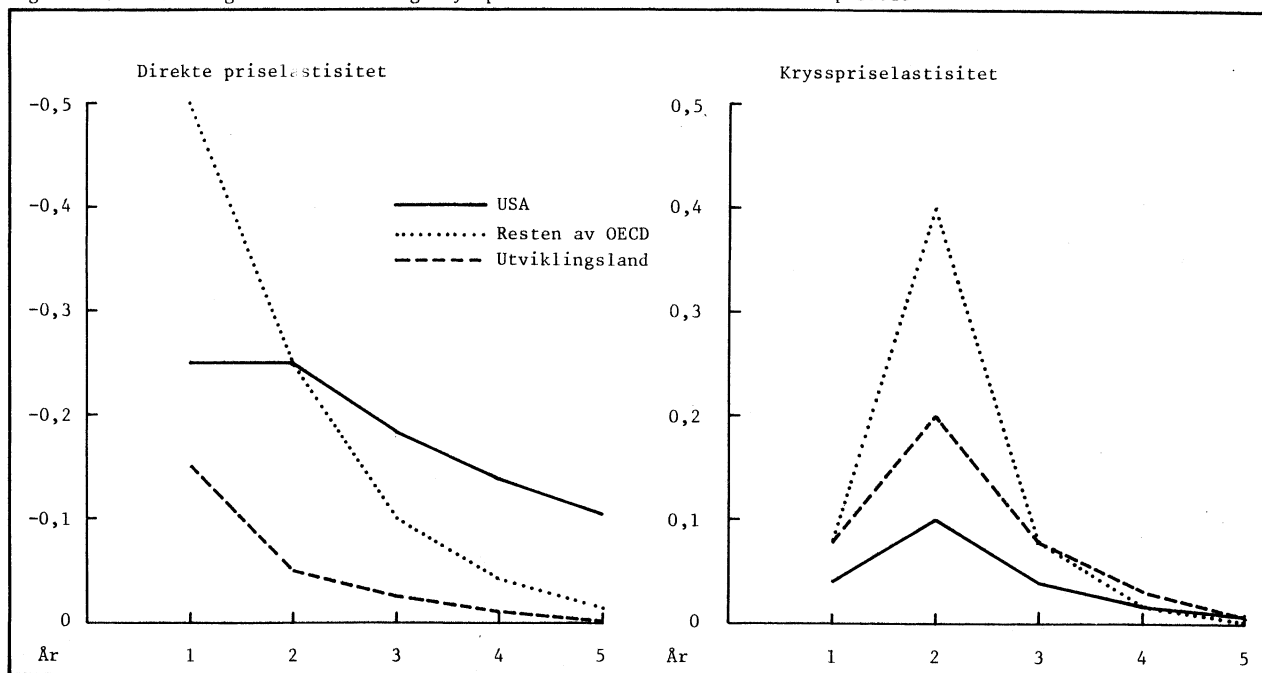 Direkte priselastisitet
-0,5
-0,4
-0,3
-0,2
-0,1
0
År 1 2 3 4 5
USA
Resten av OECD
Utviklingsland
Krysspriselastisitet
0,5
0,4
0,3
0,2
0,1
0
År 1 2 3 4 5